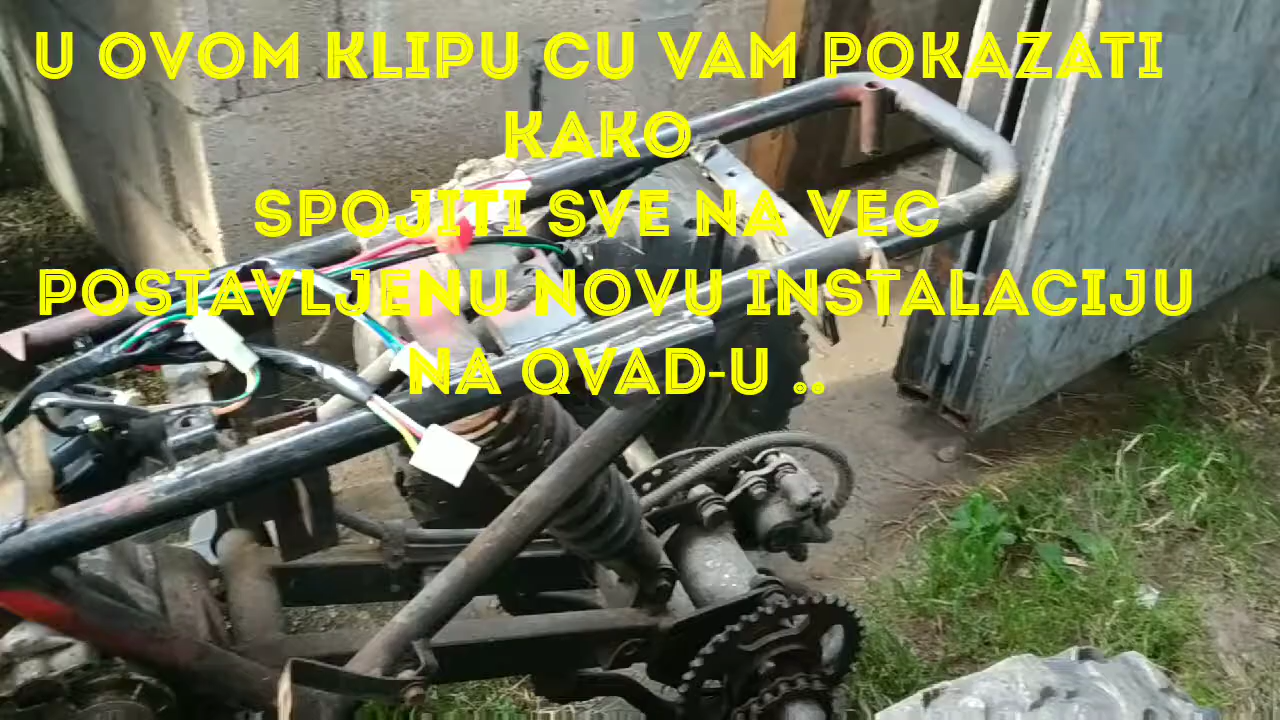 U OVOM KLIPU CU VAM POKAZATI
KAKO
SPOJITI SVE NA VEC
POSTAVLJENU NOVU INSTALACIJU
NA QVAD-U ..